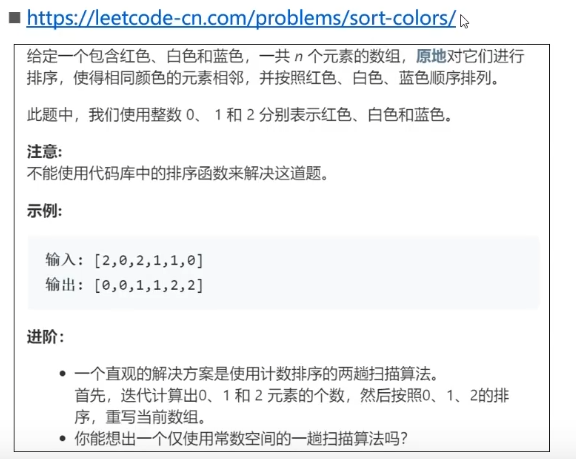 https://leetcode-cn.com/problems/sort-colors/
给定一个包含红色、白色和蓝色，一共 n 个元素的数组，原地对它们进行
排序，使得相同颜色的元素相邻，并按照红色、白色、蓝色顺序排列。
此题中，我们使用整数 0、 1 和 2 分别表示红色、白色和蓝色。
注意:
不能使用代码库中的排序函数来解决这道题。
示例:
输入: [2,0,2,1,1,0]
输出: [0,0,1,1,2,2]
进阶：
• 一个直观的解决方案是使用计数排序的两趟扫描算法。
首先，迭代计算出0、1 和 2 元素的个数，然后按照0、1、2的排
序，重写当前数组。
• 你能想出一个仅使用常数空间的一趟扫描算法吗？